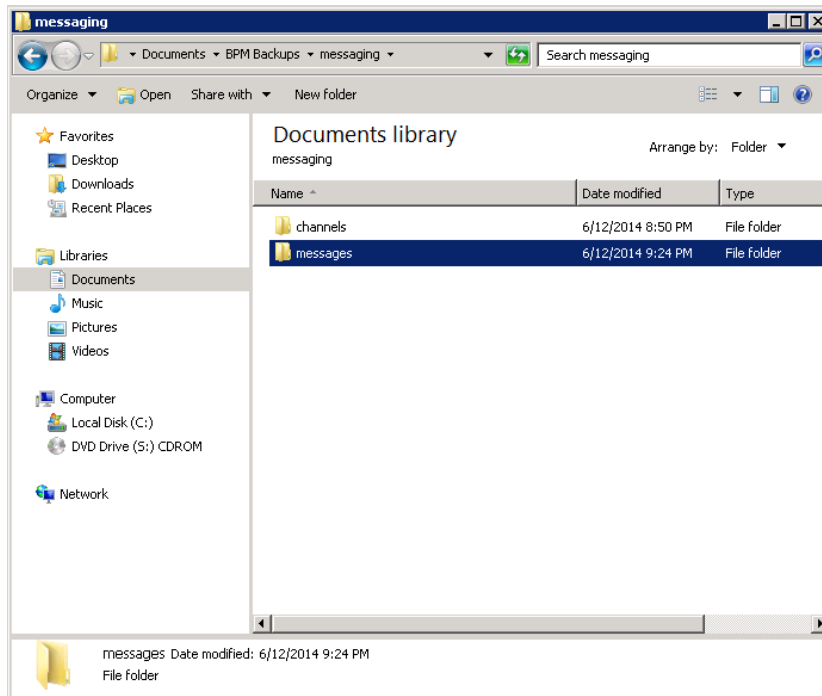 messaging
Documents BPM Backups messaging Search messaging
Organize Open Share with New folder
Favorites
Desktop
Downloads
Recent Places
Libraries
Documents
Music
Pictures
Videos
Computer
Local Disk (C:)
DVD Drive (S:) CDROM
Network
Documents library
messaging
Arrange by: Folder
Name Date modified Type
channels 6/12/2014 8:50 PM File folder
messages 6/12/2014 9:24 PM File folder
messages Date modified: 6/12/2014 9:24 PM
File folder